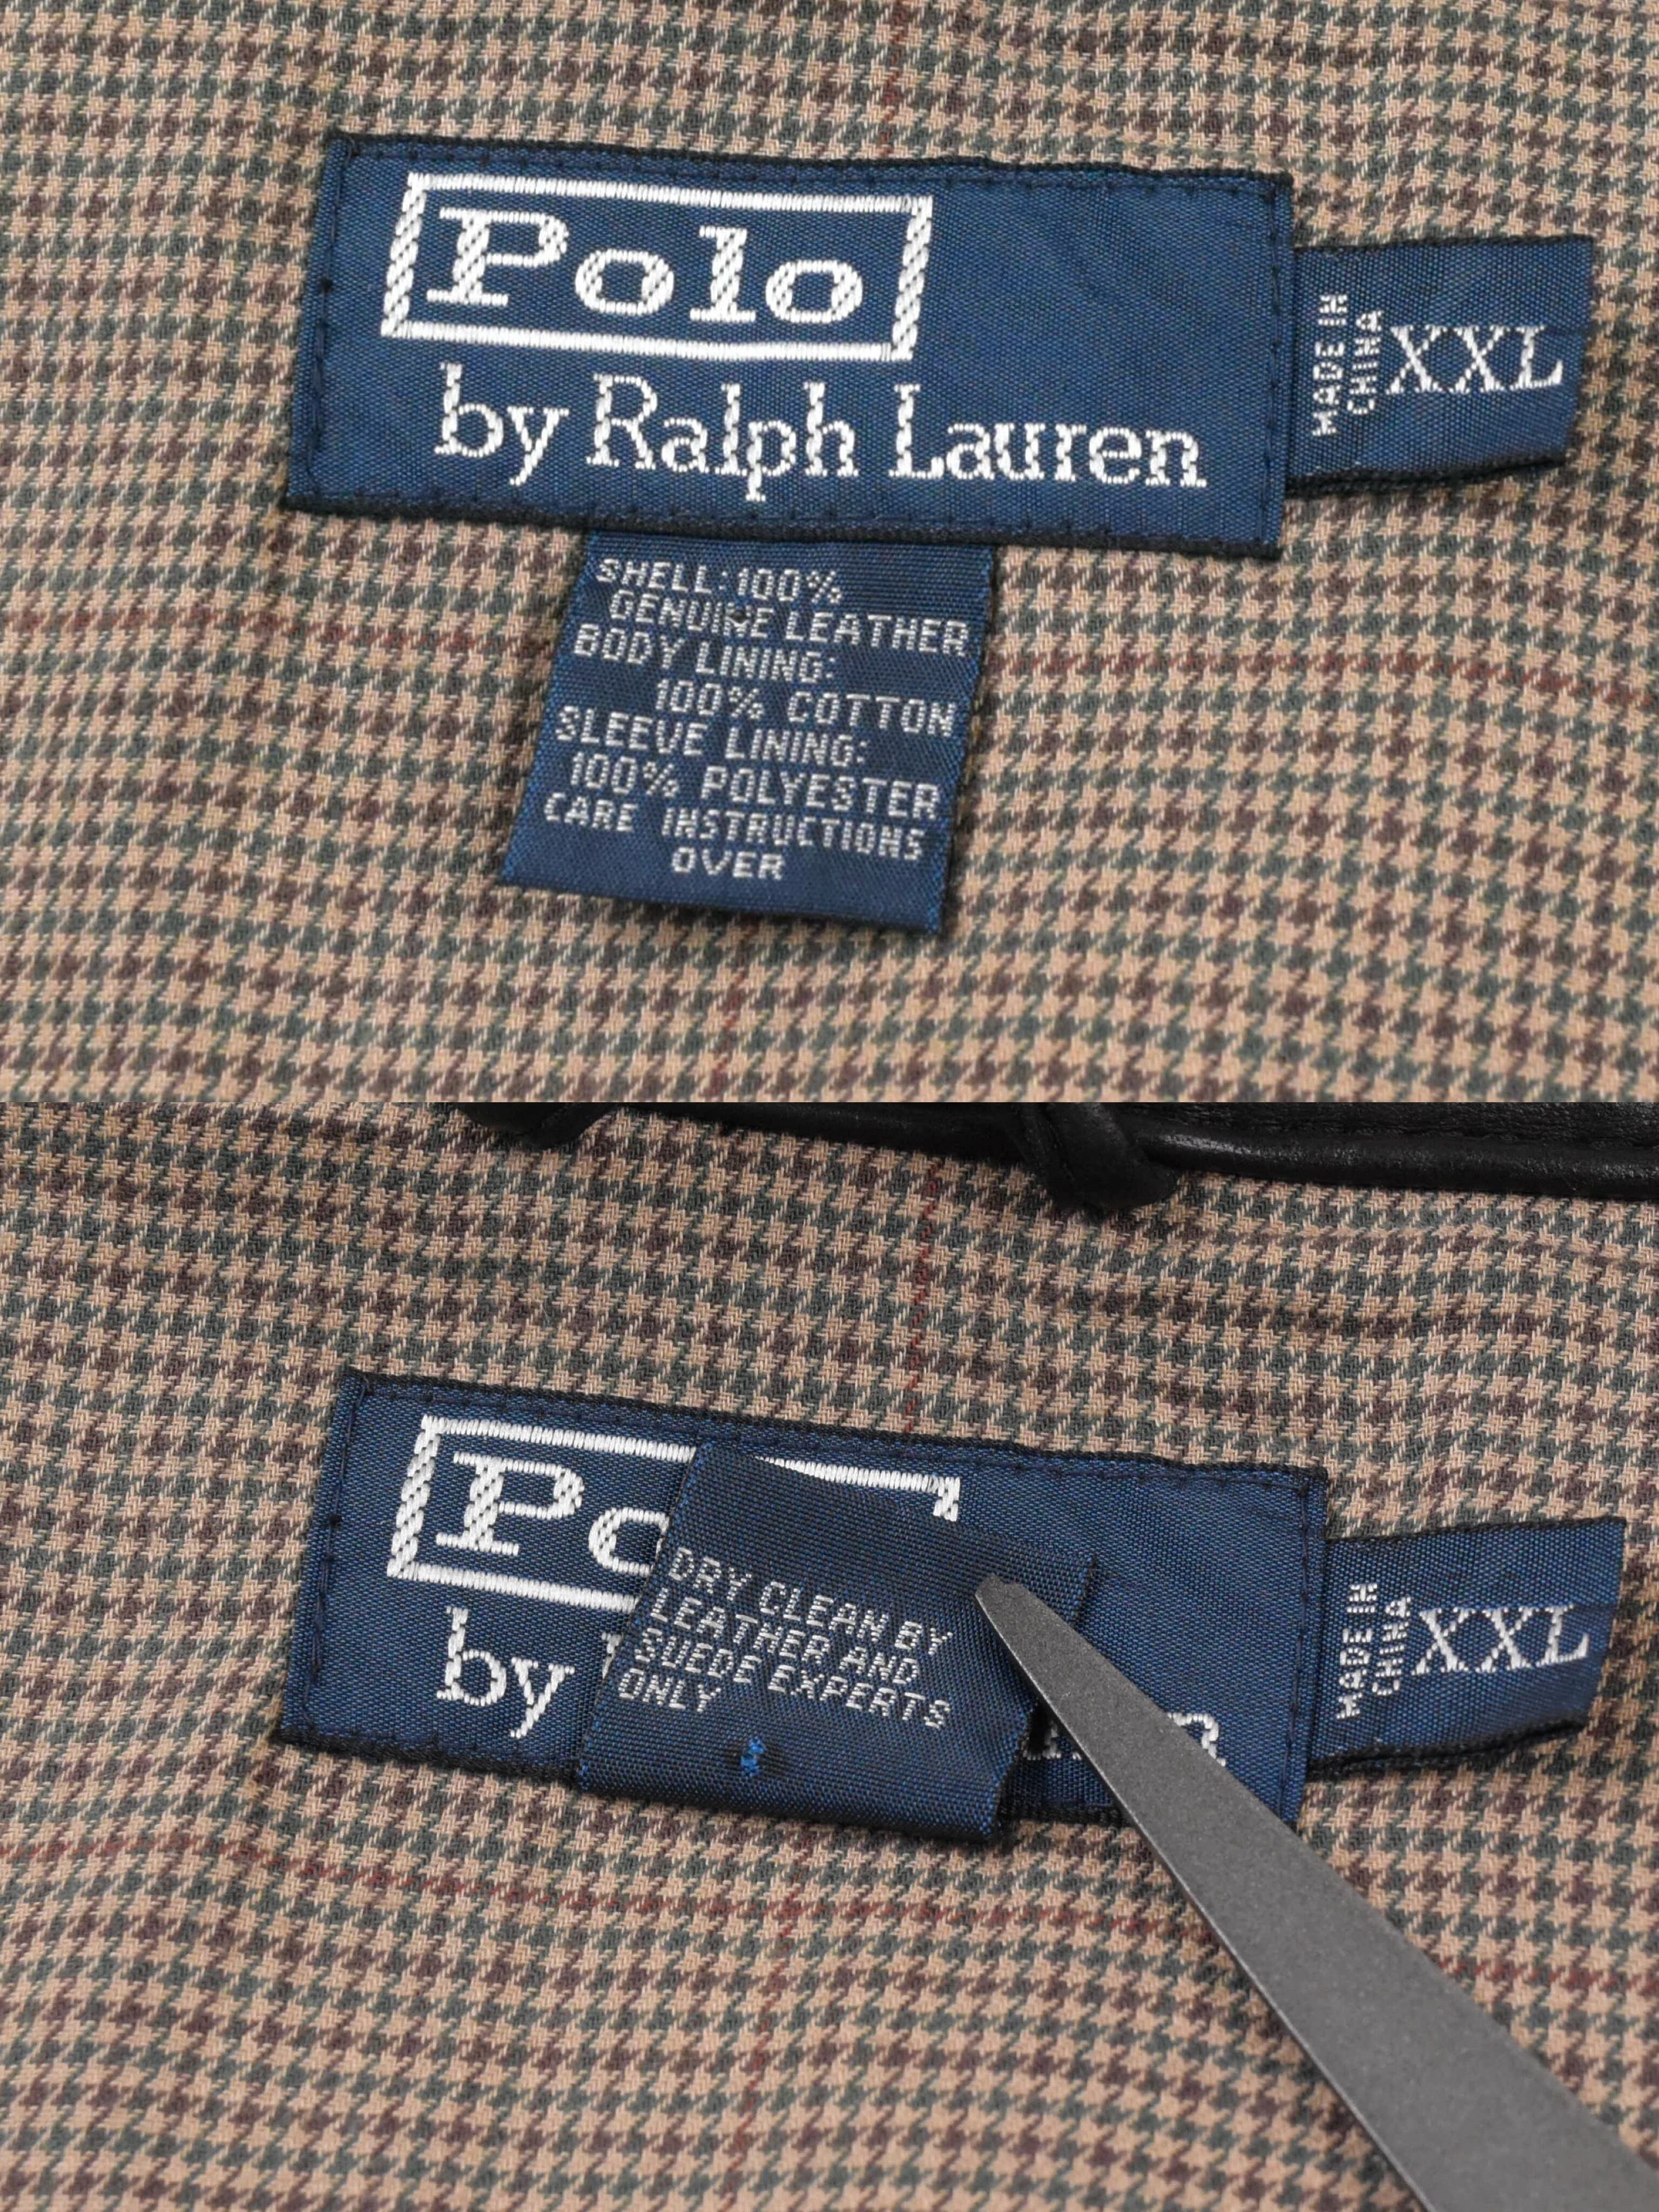 Polo
by Ralph Lauren
MADE IN
CHINA
XXL
SHELL: 100%
GENUINE LEATHER
BODY LINING:
100% COTTON
SLEEVE LINING:
100% POLYESTER
CARE INSTRUCTIONS
OVER
Po
by
DRY CLEAN BY
LEATHER AND
SUEDE EXPERTS
ONLY
MADE IN
CHINA
XXL